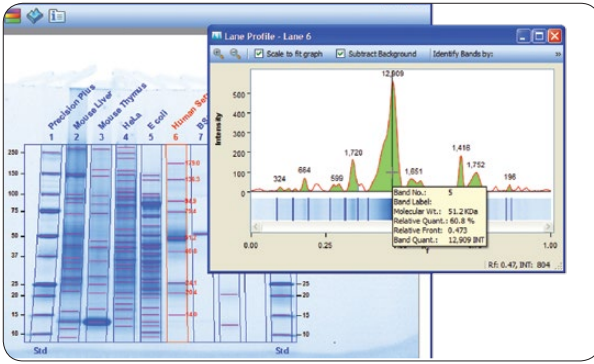 Lane Profile - Lane 6
Scale to fit graph
Subtract Background
Identify Bands by:
»
Intensity
500
400
300
200
100
0
324
664
599
1,720
12,909
1,651
1,416
1,752
196
Band No.: 5
Band Label:
Molecular Wt.: 51.2 KDa
Relative Quant.: 60.8 %
Relative Front: 0.473
Band Quant.: 12,909 INT
0.00
0.25
1.00
Rf: 0.47, INT: 804
Precision Plus
Mouse Liver
Mouse Thymus
HeLa
E coli
1
2
3
4
5
6
7
250
150
100
75
50
37
25
20
15
10
25
20
15
10
Std
Std